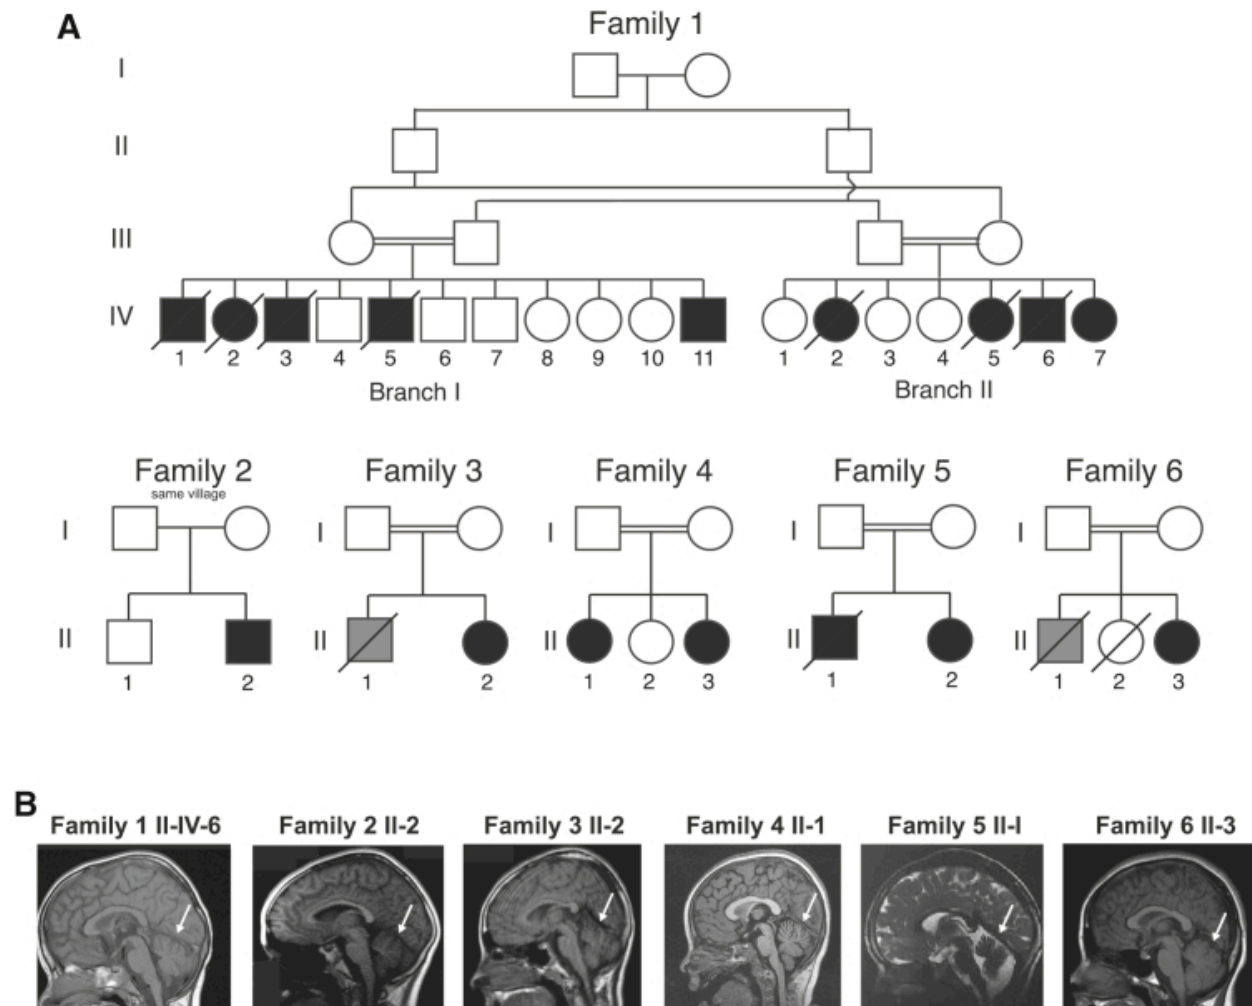 A
Family 1
I
II
III
IV
1 2 3 4 5 6 7 8 9 10 11
1 2 3 4 5 6 7
Branch I
Branch II
Family 2
same village
Family 3
Family 4
Family 5
Family 6
I
I
I
I
I
II
II
II
II
II
1 2
1 2
1 2 3
1 2
1 2 3
B
Family 1 II-IV-6
Family 2 II-2
Family 3 II-2
Family 4 II-1
Family 5 II-I
Family 6 II-3